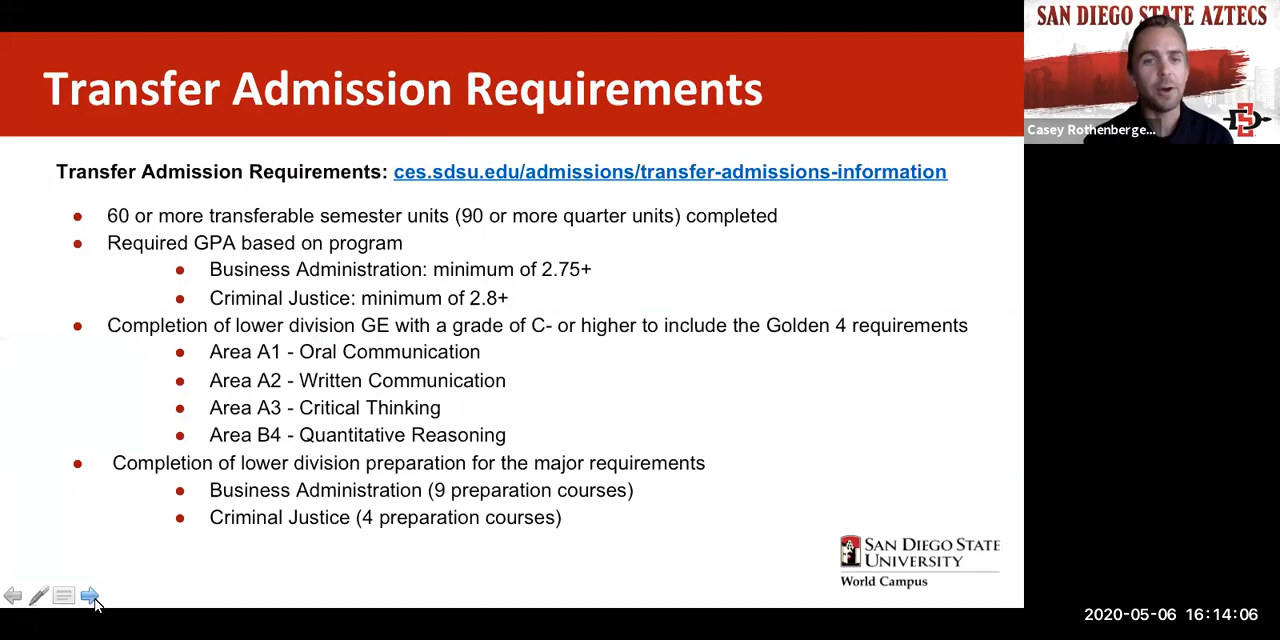 Transfer Admission Requirements
Transfer Admission Requirements: ces.sdsu.edu/admissions/transfer-admissions-information
• 60 or more transferable semester units (90 or more quarter units) completed
• Required GPA based on program
• Business Administration: minimum of 2.75+
• Criminal Justice: minimum of 2.8+
• Completion of lower division GE with a grade of C- or higher to include the Golden 4 requirements
• Area A1 - Oral Communication
• Area A2 - Written Communication
• Area A3 - Critical Thinking
• Area B4 - Quantitative Reasoning
• Completion of lower division preparation for the major requirements
• Business Administration (9 preparation courses)
• Criminal Justice (4 preparation courses)
SAN DIEGO STATE
UNIVERSITY
World Campus
SAN DIEGO STATE AZTECS
Casey Rothenberge...
2020-05-06 16:14:06